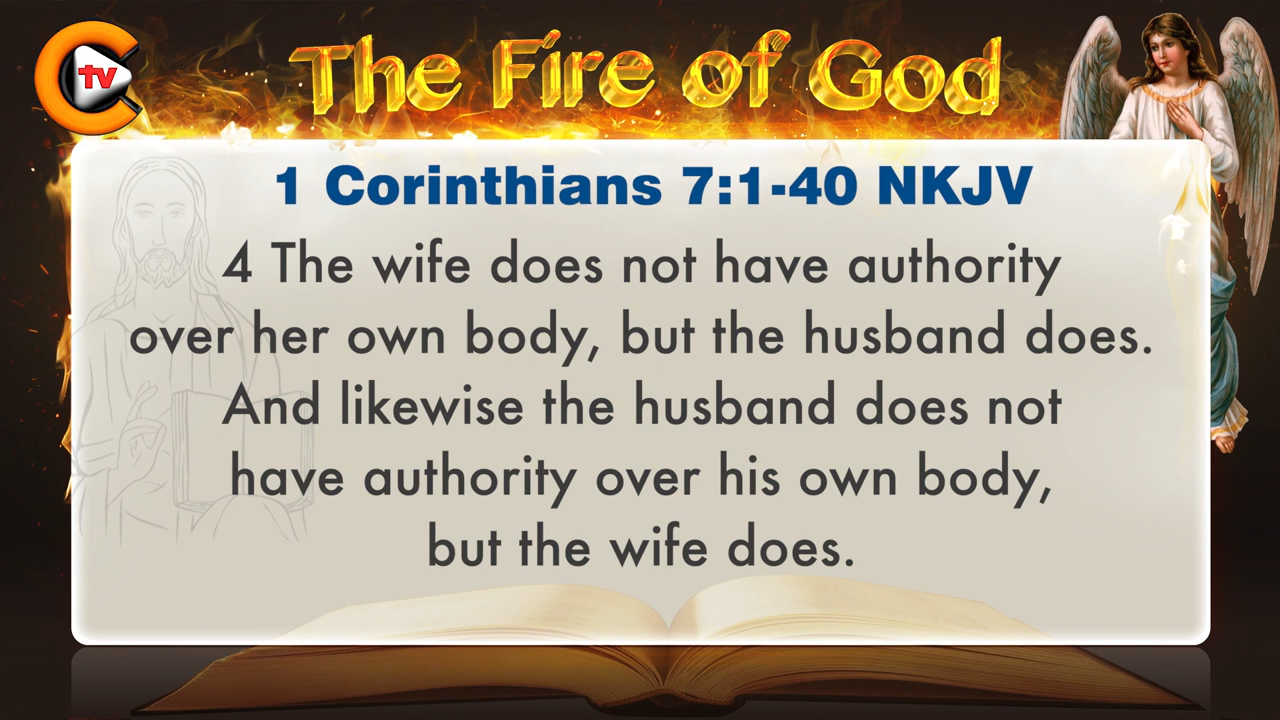 tv
The Fire of God
1 Corinthians 7:1-40 NKJV
4 The wife does not have authority
over her own body, but the husband does.
And likewise the husband does not
have authority over his own body,
but the wife does.